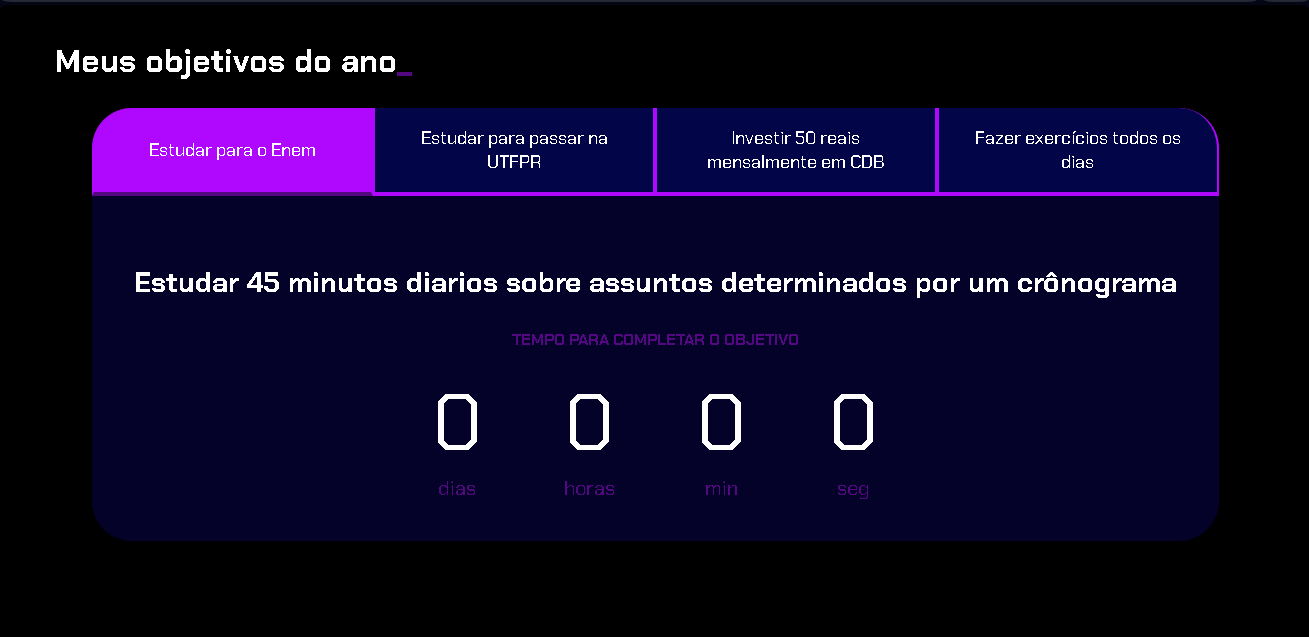 Meus objetivos do ano_
Estudar para o Enem
Estudar para passar na
UTFPR
Investir 50 reais
mensalmente em CDB
Fazer exercícios todos os
dias
Estudar 45 minutos diarios sobre assuntos determinados por um crônograma
TEMPO PARA COMPLETAR O OBJETIVO
0 0 0 0
dias horas min seg